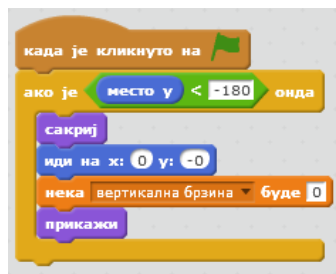 када је кликнуто на
ако је место y < -180 онда
сакриј
иди на x: 0 y: -0
нека вертикална брзина буде 0
прикажи